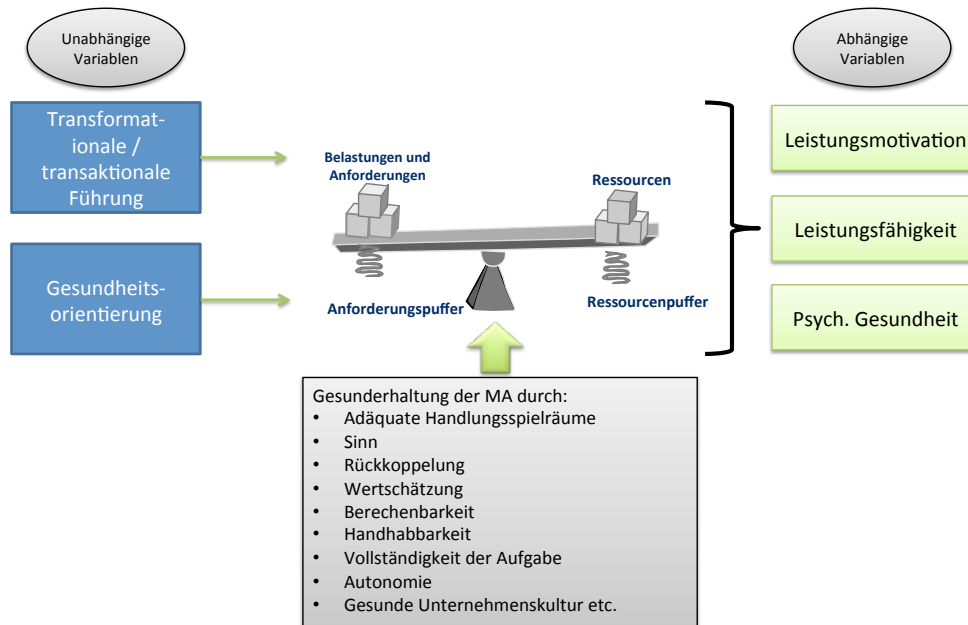 Unabhängige
Variablen
Abhängige
Variablen
Transformat-
ionale /
transaktionale
Führung
Gesundheits-
orientierung
Belastungen und
Anforderungen
Ressourcen
Anforderungspuffer
Ressourcenpuffer
Leistungsmotivation
Leistungsfähigkeit
Psych. Gesundheit
Gesunderhaltung der MA durch:
• Adäquate Handlungsspielräume
• Sinn
• Rückkoppelung
• Wertschätzung
• Berechenbarkeit
• Handhabbarkeit
• Vollständigkeit der Aufgabe
• Autonomie
• Gesunde Unternehmenskultur etc.